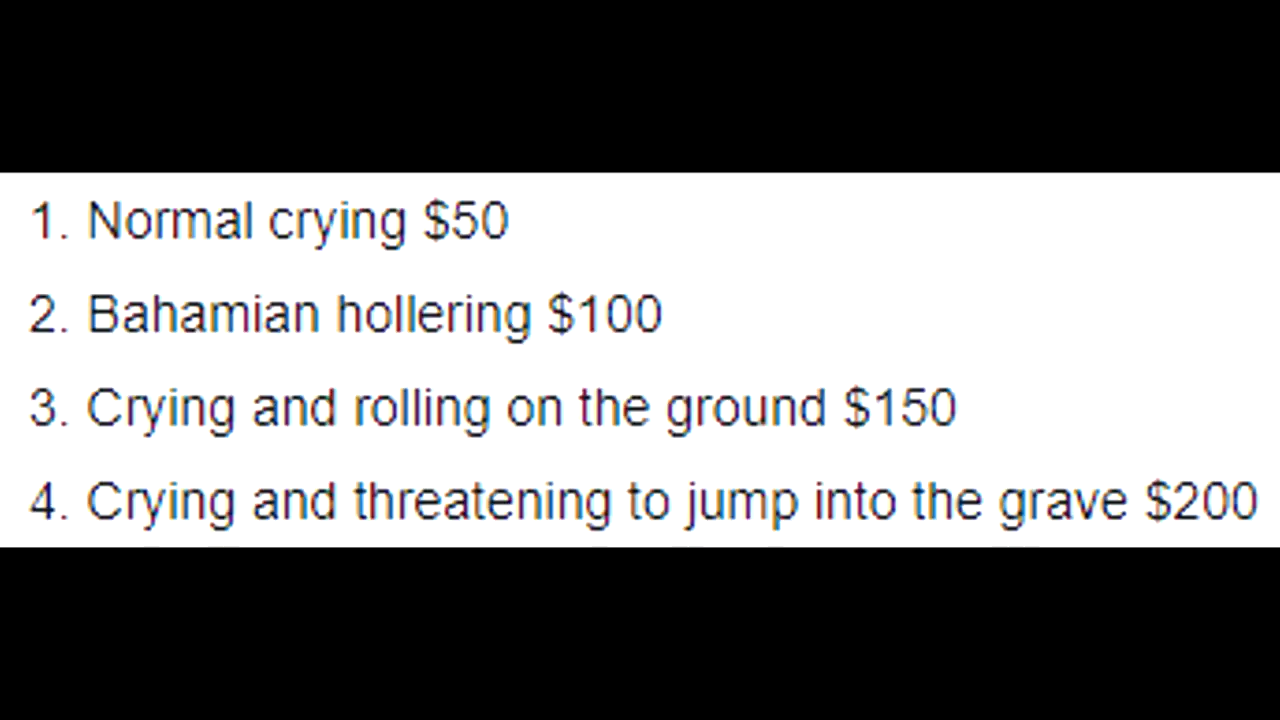 1. Normal crying $50
2. Bahamian hollering $100
3. Crying and rolling on the ground $150
4. Crying and threatening to jump into the grave $200